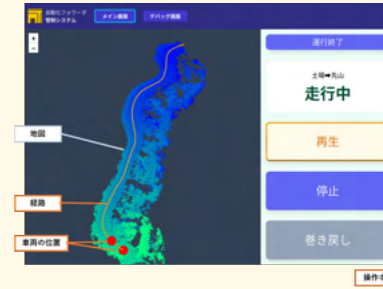 自動化フォワーダ
管制システム
メイン画面
デバッグ画面
運行終了
+
−
土場➡先山
走行中
再生
停止
巻き戻し
地図
経路
車両の位置
操作ボ